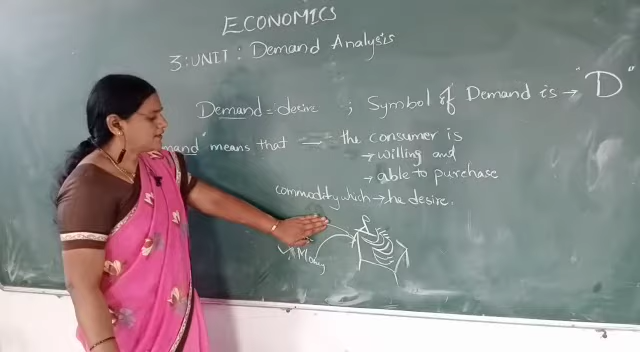 ECONOMICS
3:UNIT: Demand Analysis
Demand = desire ; Symbol of Demand is → "D"
mand" means that → the consumer is
→ willing and
→ able to purchase
commodity which → the desire.